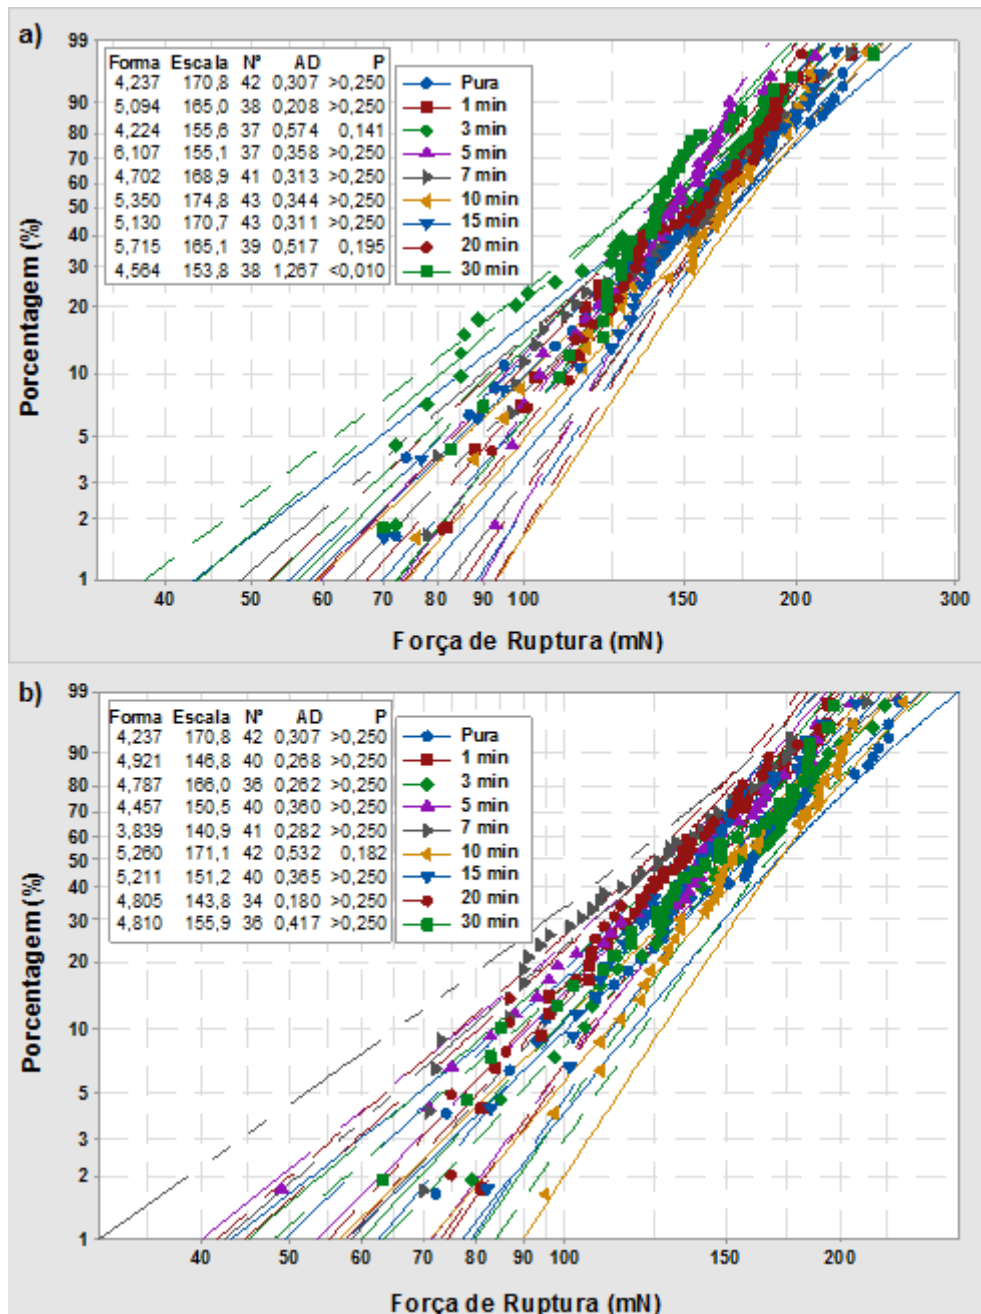 a)
Forma Escala Nº AD P
4,237 170,8 42 0,307 >0,250
5,094 165,0 38 0,208 >0,250
4,224 155,6 37 0,574 0,141
6,107 155,1 37 0,358 >0,250
4,702 168,9 41 0,313 >0,250
5,350 174,8 43 0,344 >0,250
5,130 170,7 43 0,311 >0,250
5,715 165,1 39 0,517 0,195
4,564 153,8 38 1,267 <0,010
Pura
1 min
3 min
5 min
7 min
10 min
15 min
20 min
30 min
Porcentagem (%)
99
90
80
70
60
50
40
30
20
10
5
3
2
1
40 50 60 70 80 90 100 150 200 300
Força de Ruptura (mN)
b)
Forma Escala Nº AD P
4,237 170,8 42 0,307 >0,250
4,921 146,8 40 0,268 >0,250
4,787 166,0 36 0,262 >0,250
4,457 150,5 40 0,360 >0,250
3,839 140,9 41 0,282 >0,250
5,260 171,1 42 0,532 0,182
5,211 151,2 40 0,365 >0,250
4,805 143,8 34 0,180 >0,250
4,810 155,9 36 0,417 >0,250
Pura
1 min
3 min
5 min
7 min
10 min
15 min
20 min
30 min
Porcentagem (%)
99
90
80
70
60
50
40
30
20
10
5
3
2
1
40 50 60 70 80 90 100 150 200
Força de Ruptura (mN)